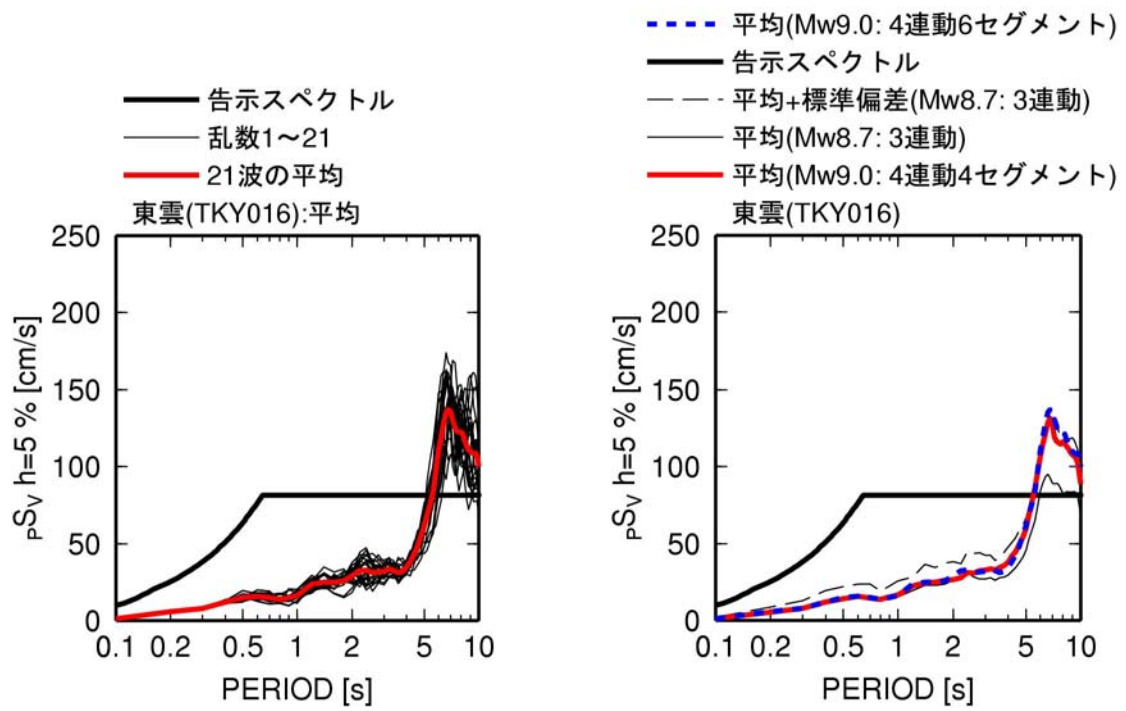 告示スペクトル
乱数1〜21
21波の平均
東雲(TKY016):平均
250
200
150
100
50
0
0.1 0.2 0.5 1 2 5 10
PERIOD [s]
PSV h=5 % [cm/s]
平均(Mw9.0: 4連動6セグメント)
告示スペクトル
平均+標準偏差(Mw8.7: 3連動)
平均(Mw8.7: 3連動)
平均(Mw9.0: 4連動4セグメント)
東雲(TKY016)
250
200
150
100
50
0
0.1 0.2 0.5 1 2 5 10
PERIOD [s]
PSV h=5 % [cm/s]